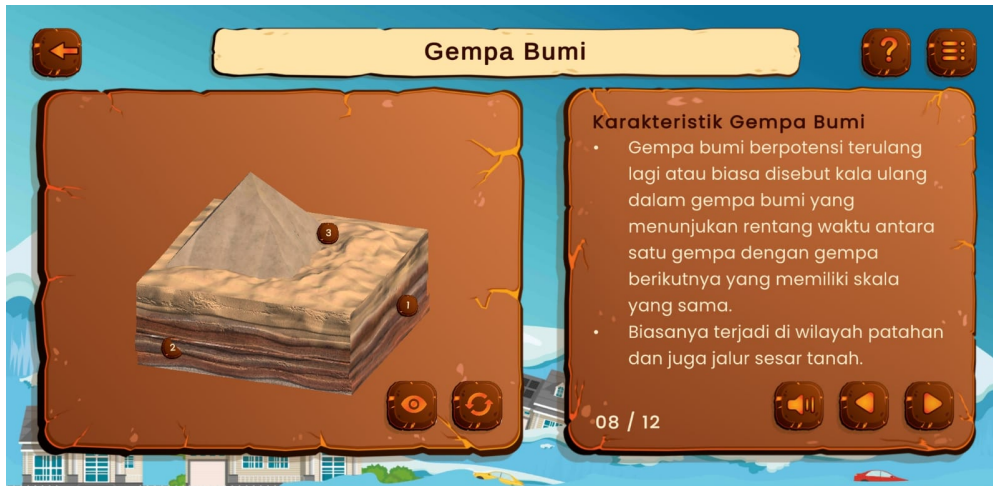 Gempa Bumi
?
Karakteristik Gempa Bumi
• Gempa bumi berpotensi terulang
lagi atau biasa disebut kala ulang
dalam gempa bumi yang
menunjukan rentang waktu antara
satu gempa dengan gempa
berikutnya yang memiliki skala
yang sama.
• Biasanya terjadi di wilayah patahan
dan juga jalur sesar tanah.
3
1
2
08 / 12